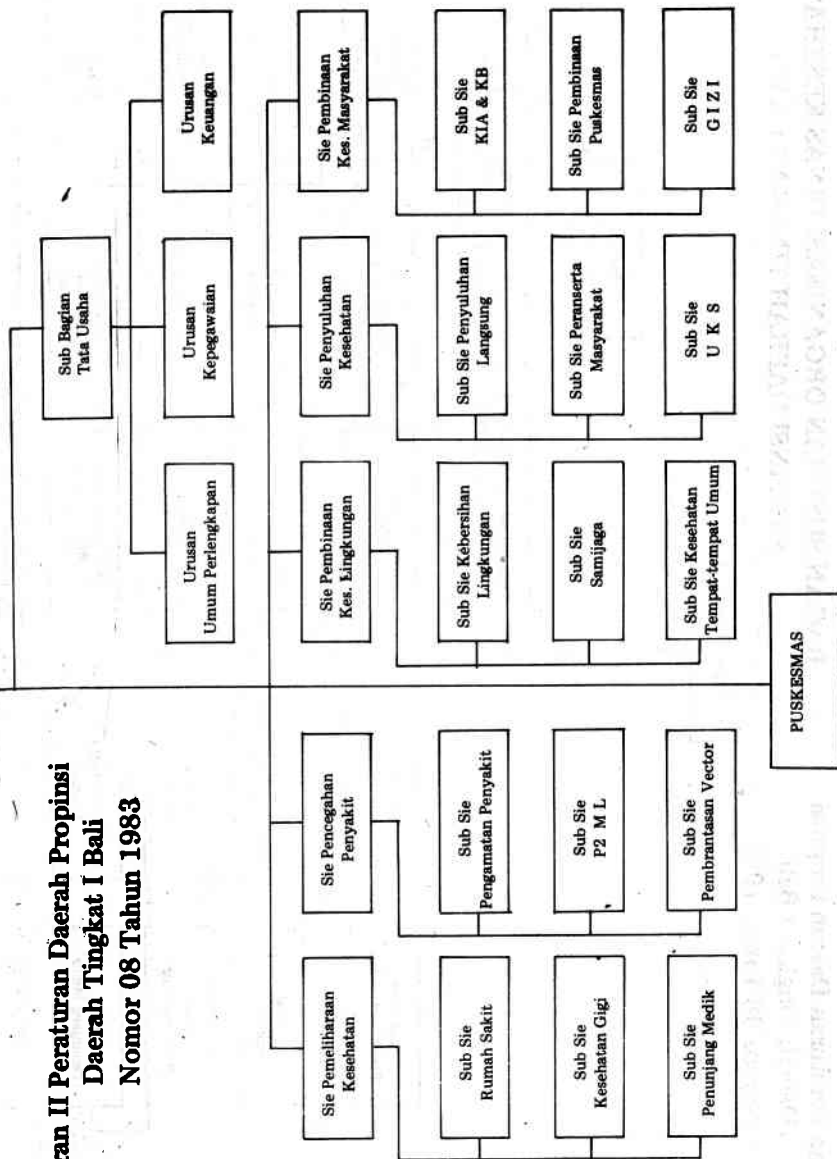 II Peraturan Daerah Propinsi
Daerah Tingkat I Bali
Nomor 08 Tahun 1983
Sub Bagian
Tata Usaha
Urusan
Umum Perlengkapan
Urusan
Kepegawaian
Urusan
Keuangan
Sie Pemeliharaan
Kesehatan
Sie Pencegahan
Penyakit
Sie Pembinaan
Kes. Lingkungan
Sie Penyuluhan
Kesehatan
Sie Pembinaan
Kes. Masyarakat
Sub Sie
Rumah Sakit
Sub Sie
Pengamatan Penyakit
Sub Sie Kebersihan
Lingkungan
Sub Sie Penyuluhan
Langsung
Sub Sie
KIA & KB
Sub Sie
Kesehatan Gigi
Sub Sie
P2 M L
Sub Sie
Samijaga
Sub Sie Peranserta
Masyarakat
Sub Sie Pembinaan
Puskesmas
Sub Sie
Penunjang Medik
Sub Sie
Pembrantasan Vector
Sub Sie Kesehatan
Tempat-tempat Umum
Sub Sie
U K S
Sub Sie
G I Z I
PUSKESMAS